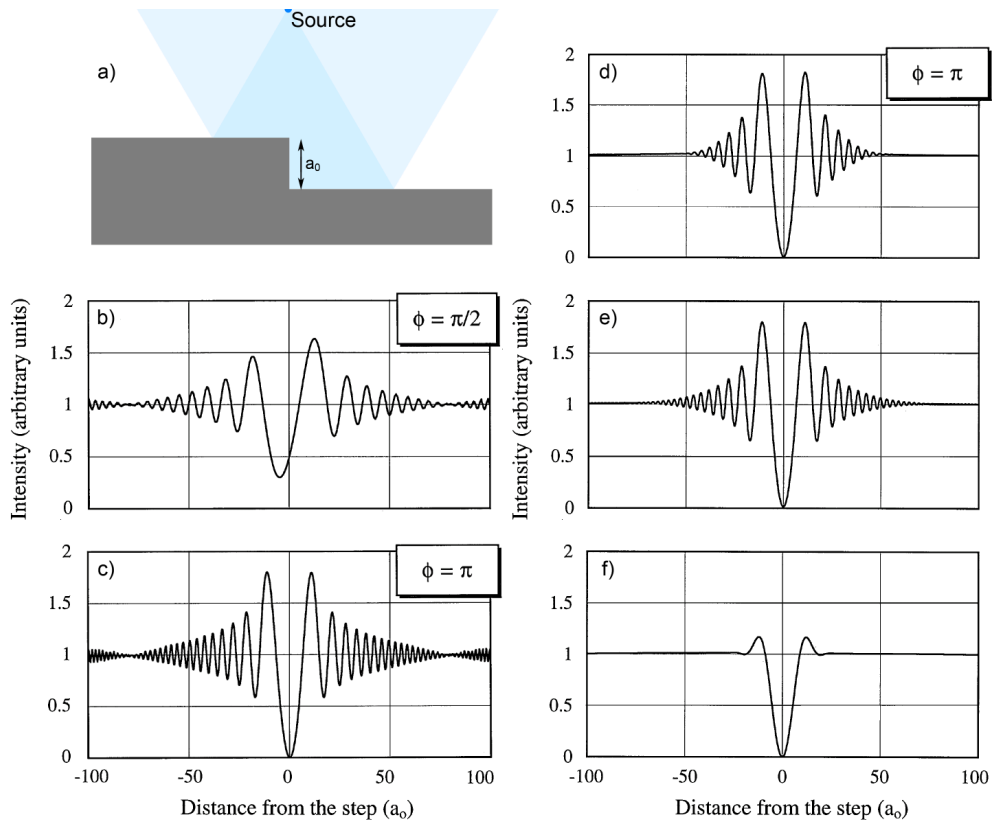 Source
a)
a₀
b)
ϕ = π/2
2
1.5
1
0.5
0
Intensity (arbitrary units)
c)
ϕ = π
2
1.5
1
0.5
0
-100
-50
0
50
100
Distance from the step (aₒ)
d)
ϕ = π
2
1.5
1
0.5
0
e)
2
1.5
1
0.5
0
Intensity (arbitrary units)
f)
2
1.5
1
0.5
0
-100
-50
0
50
100
Distance from the step (aₒ)